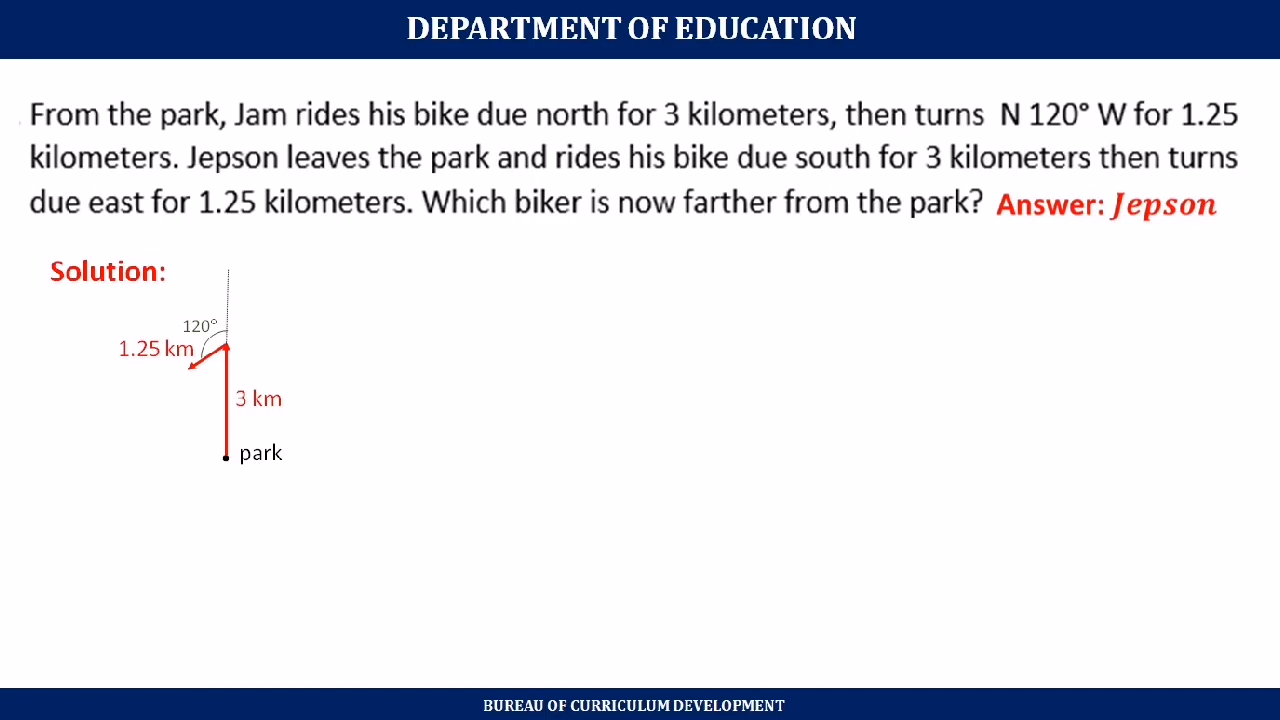 DEPARTMENT OF EDUCATION
From the park, Jam rides his bike due north for 3 kilometers, then turns N 120° W for 1.25
kilometers. Jepson leaves the park and rides his bike due south for 3 kilometers then turns
due east for 1.25 kilometers. Which biker is now farther from the park? Answer: Jepson
Solution:
120°
1.25 km
3 km
park
BUREAU OF CURRICULUM DEVELOPMENT